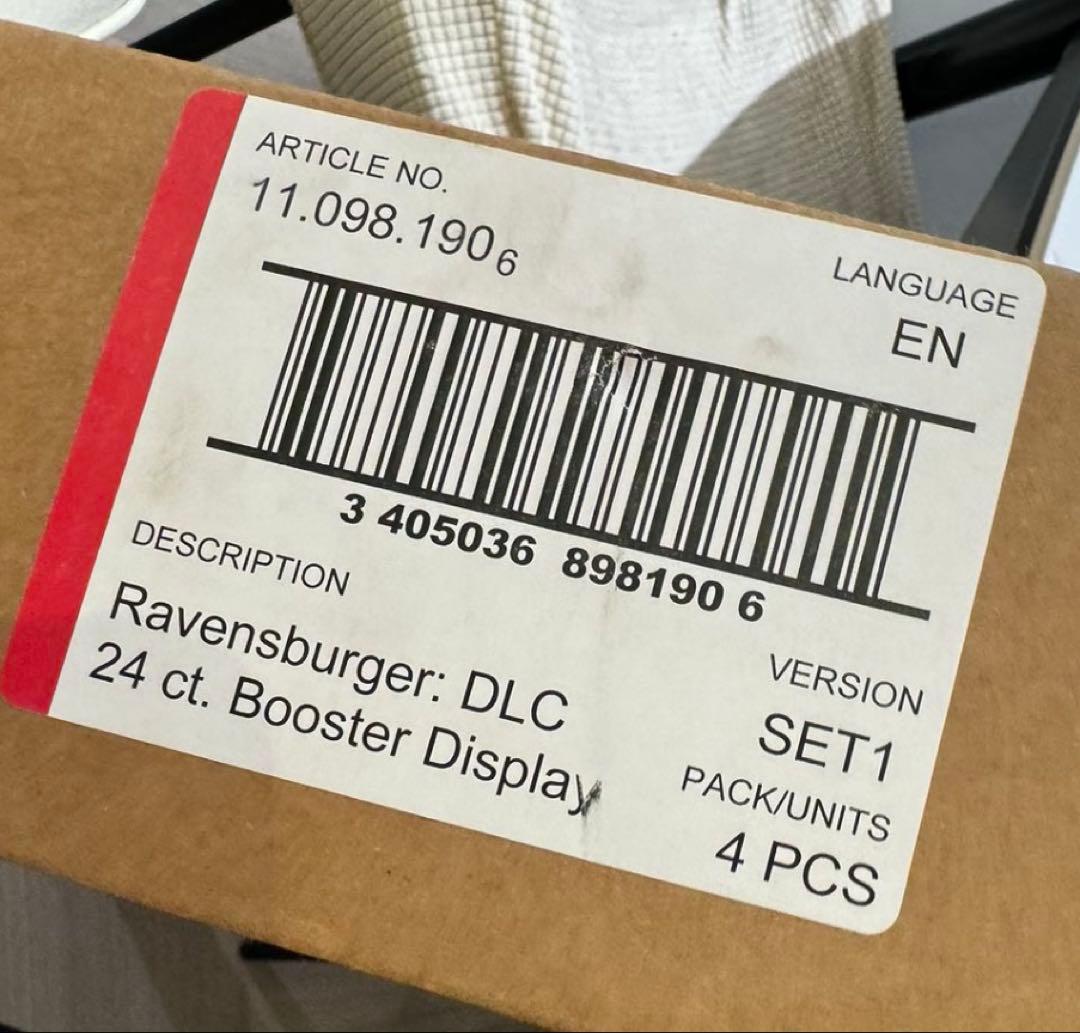 ARTICLE NO.
11.098.190 6
LANGUAGE
EN
3 405036 898190 6
DESCRIPTION
Ravensburger: DLC
24 ct. Booster Display
VERSION
SET1
PACK/UNITS
4 PCS